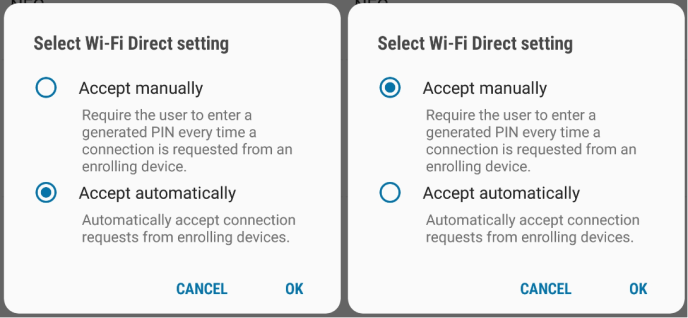 Select Wi-Fi Direct setting
Accept manually
Require the user to enter a
generated PIN every time a
connection is requested from an
enrolling device.
Accept automatically
Automatically accept connection
requests from enrolling devices.
CANCEL OK
Select Wi-Fi Direct setting
Accept manually
Require the user to enter a
generated PIN every time a
connection is requested from an
enrolling device.
Accept automatically
Automatically accept connection
requests from enrolling devices.
CANCEL OK